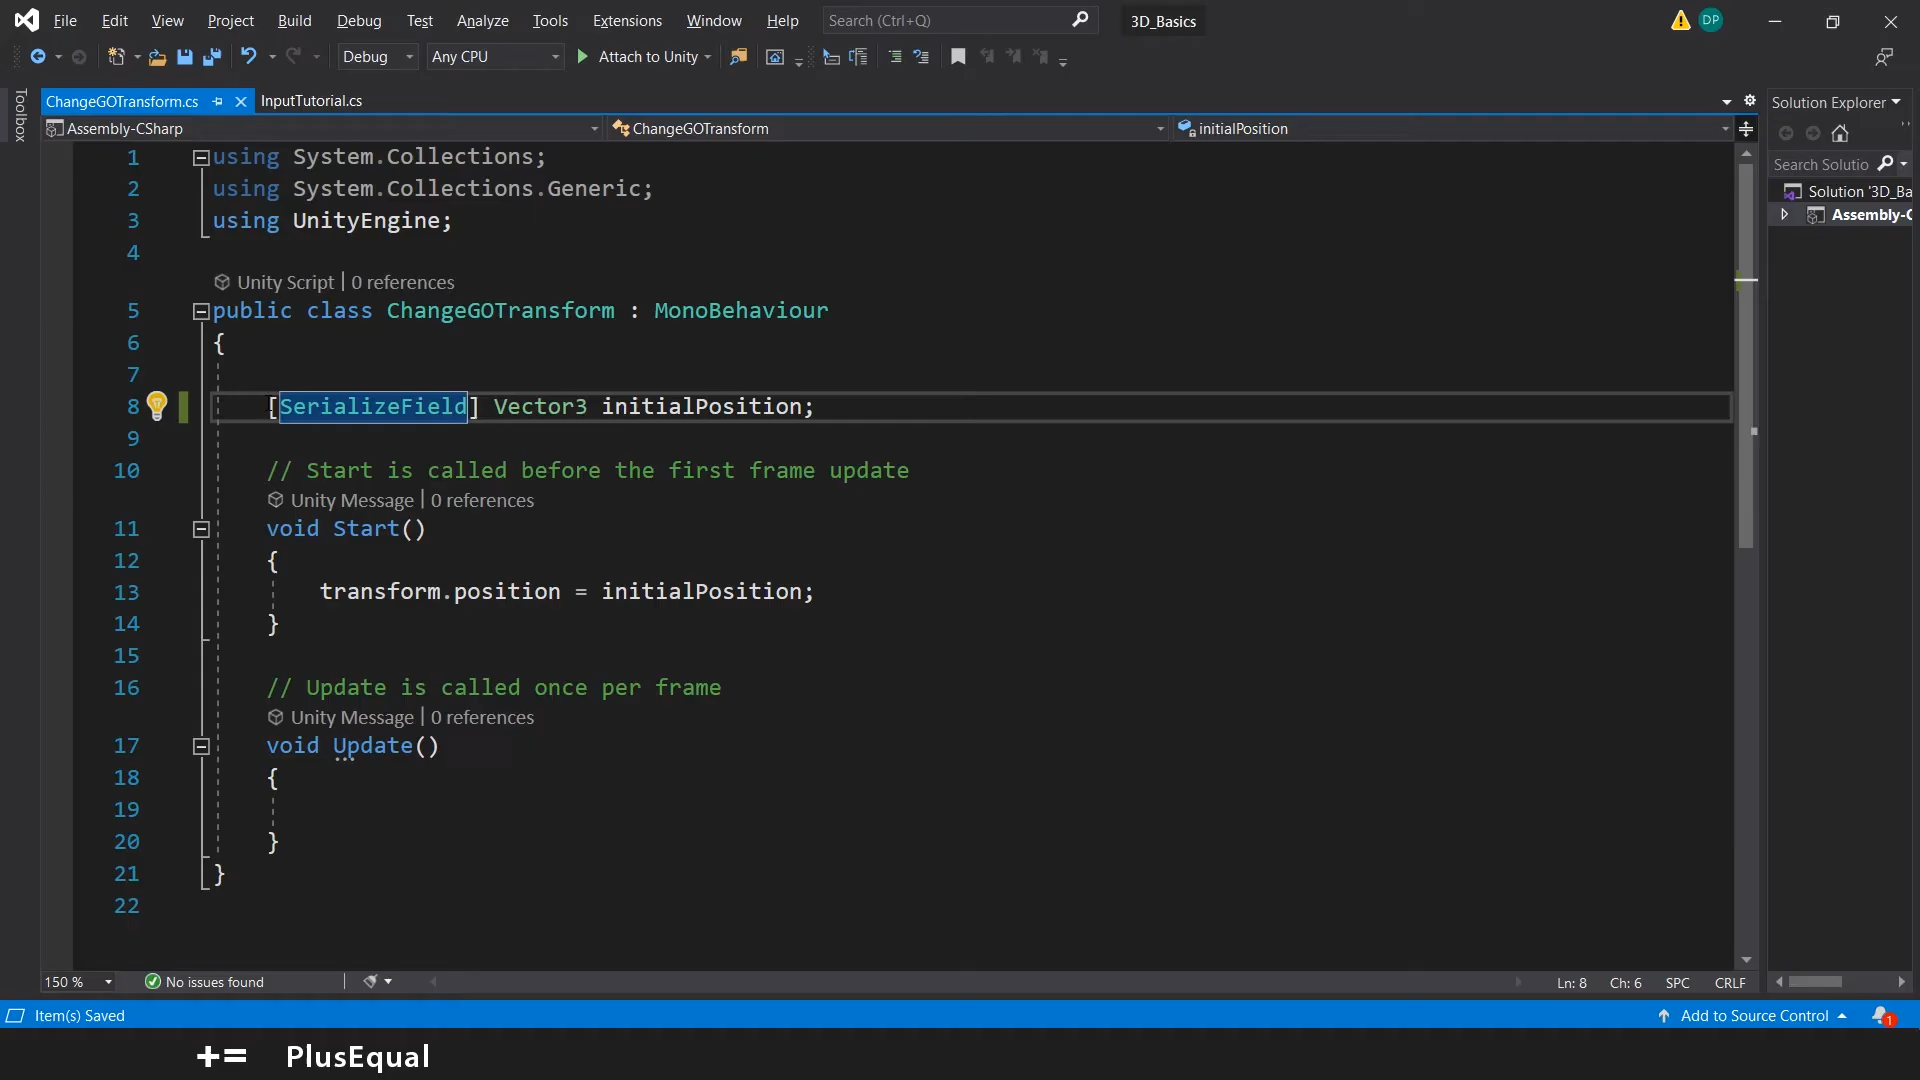 File Edit View Project Build Debug Test Analyze Tools Extensions Window Help Search (Ctrl+Q) 3D_Basics DP
Debug Any CPU Attach to Unity
Toolbox
ChangeGOTransform.cs InputTutorial.cs
Assembly-CSharp ChangeGOTransform initialPosition
Solution Explorer
Search Solutio
Solution '3D_Ba
Assembly-C
1 using System.Collections;
2 using System.Collections.Generic;
3 using UnityEngine;
4
Unity Script | 0 references
5 public class ChangeGOTransform : MonoBehaviour
6 {
7
8 [SerializeField] Vector3 initialPosition;
9
10 // Start is called before the first frame update
Unity Message | 0 references
11 void Start()
12 {
13 transform.position = initialPosition;
14 }
15
16 // Update is called once per frame
Unity Message | 0 references
17 void Update()
18 {
19
20 }
21 }
22
150 % No issues found Ln: 8 Ch: 6 SPC CRLF
Item(s) Saved Add to Source Control 1
+= PlusEqual